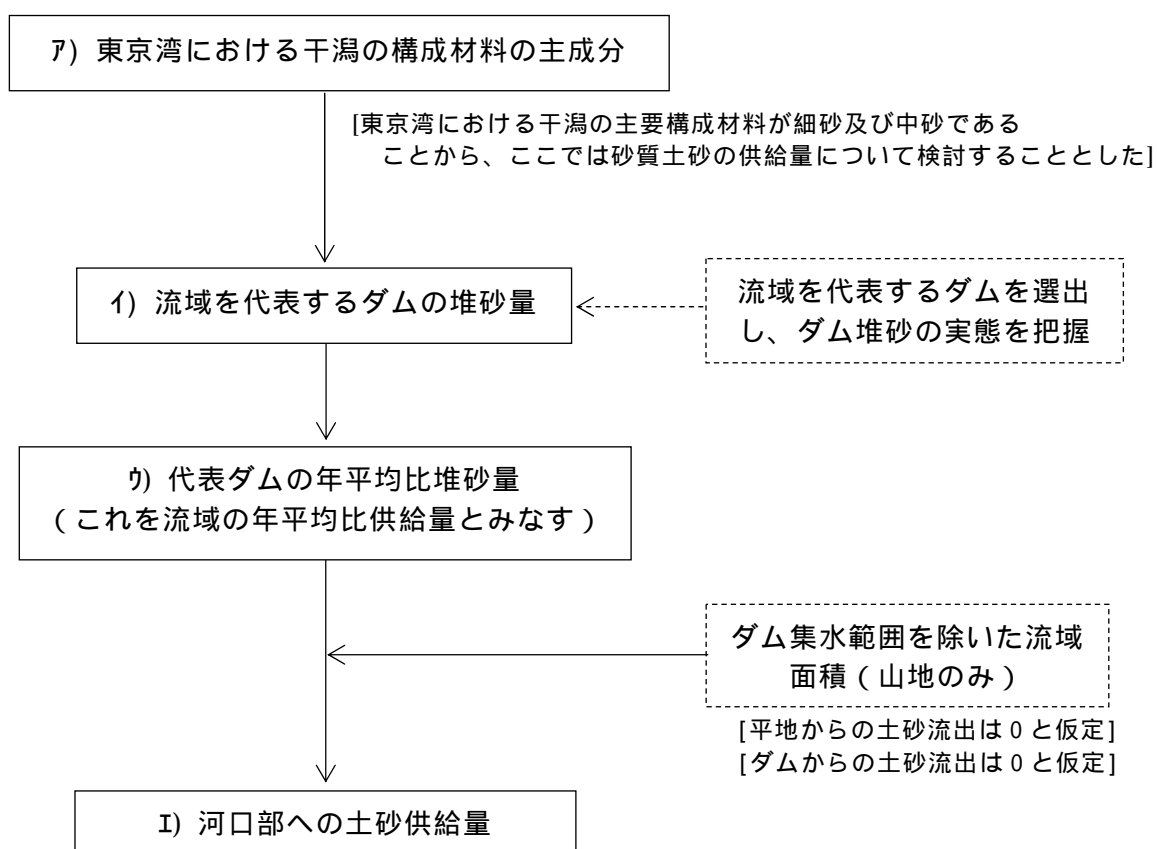 ｱ) 東京湾における干潟の構成材料の主成分
[東京湾における干潟の主要構成材料が細砂及び中砂である
ことから、ここでは砂質土砂の供給量について検討することとした]
ｲ) 流域を代表するダムの堆砂量
流域を代表するダムを選出
し、ダム堆砂の実態を把握
ｳ) 代表ダムの年平均比堆砂量
（これを流域の年平均比供給量とみなす）
ダム集水範囲を除いた流域
面積（山地のみ）
[平地からの土砂流出は 0 と仮定]
[ダムからの土砂流出は 0 と仮定]
ｴ) 河口部への土砂供給量